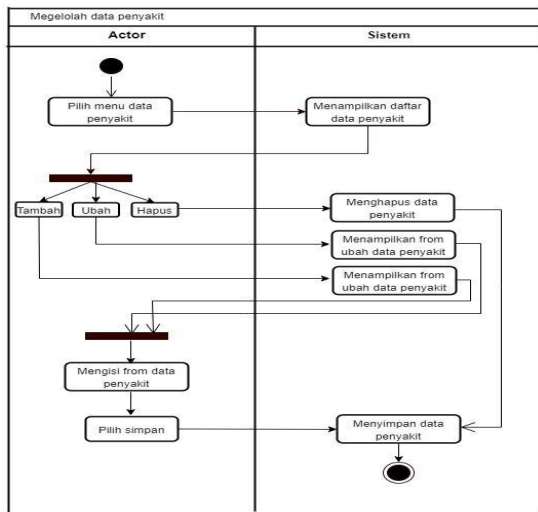 Megelolah data penyakit
Actor
Sistem
Pilih menu data
penyakit
Menampilkan daftar
data penyakit
Tambah
Ubah
Hapus
Menghapus data
penyakit
Menampilkan from
ubah data penyakit
Menampilkan from
ubah data penyakit
Mengisi from data
penyakit
Pilih simpan
Menyimpan data
penyakit